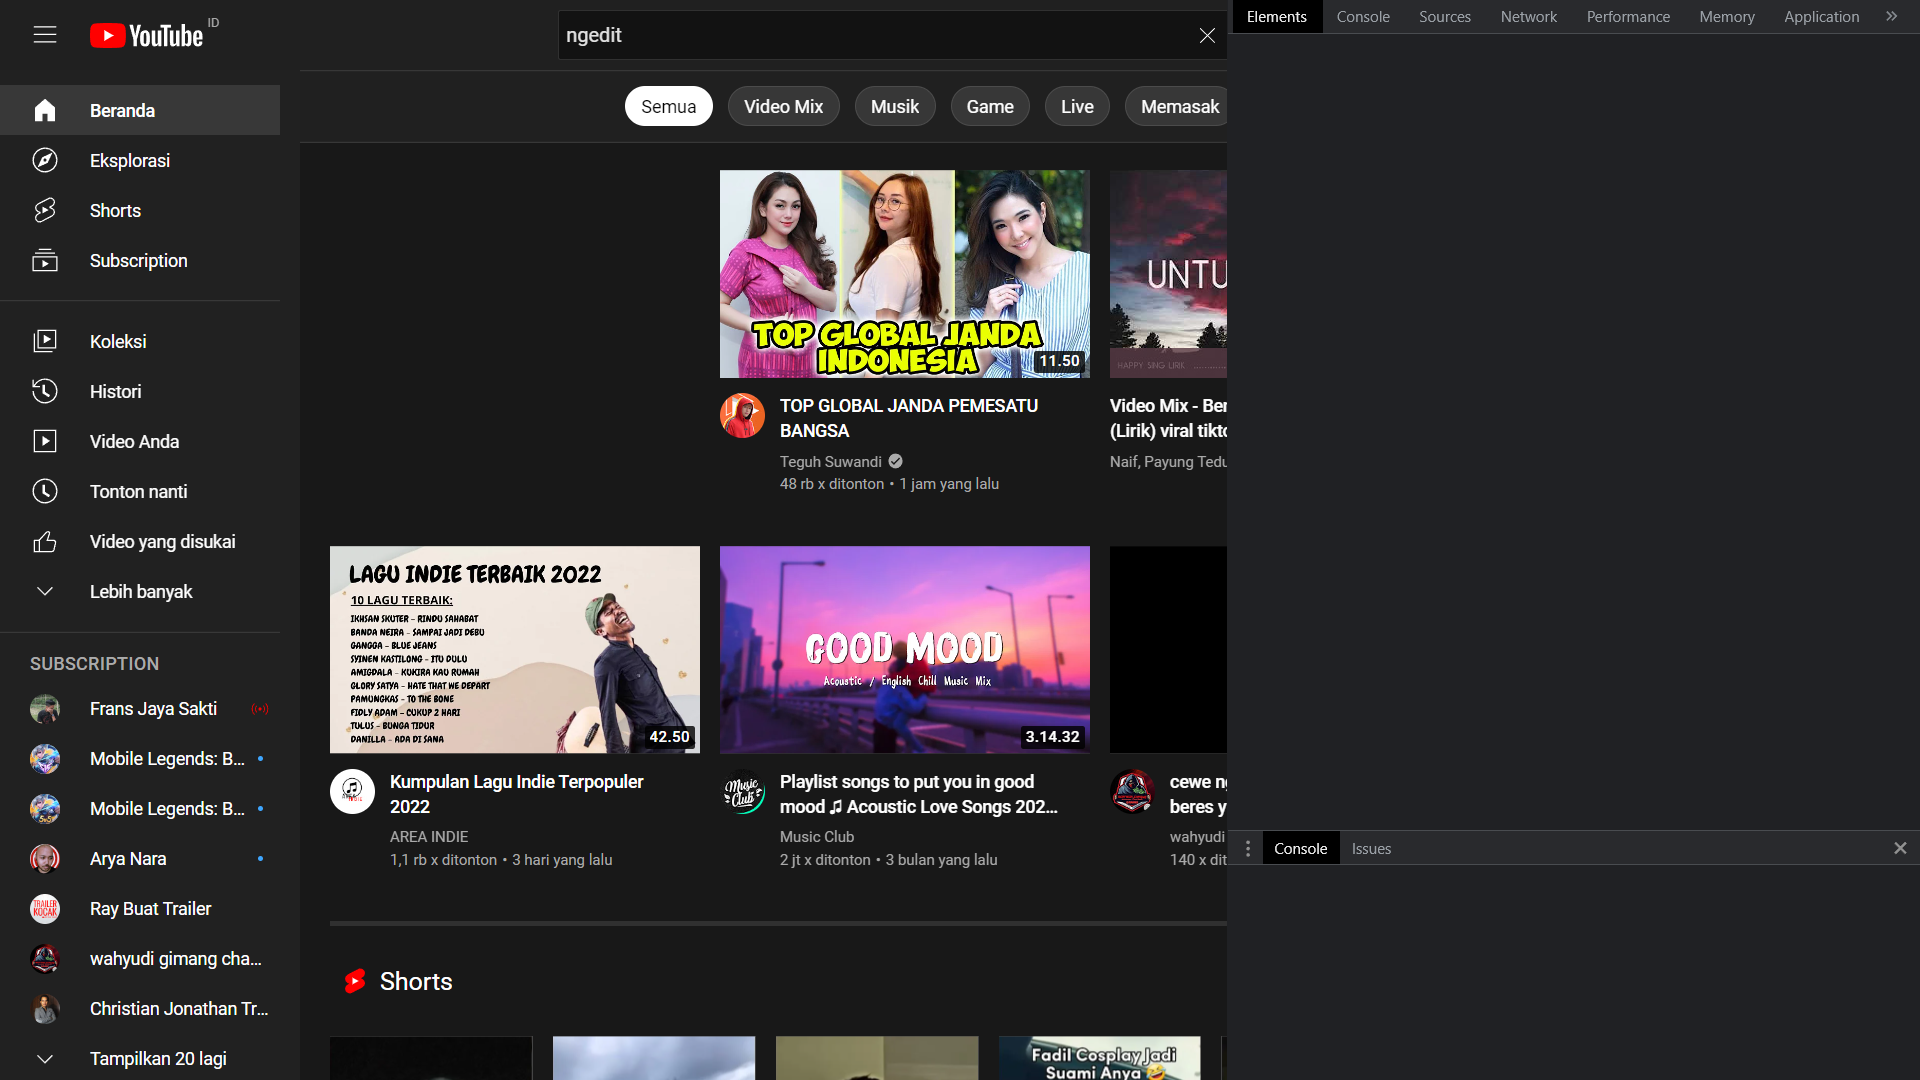 YouTube ID
ngedit
Elements Console Sources Network Performance Memory Application
Semua Video Mix Musik Game Live Memasak
Beranda
Eksplorasi
Shorts
Subscription
Koleksi
Histori
Video Anda
Tonton nanti
Video yang disukai
Lebih banyak
SUBSCRIPTION
Frans Jaya Sakti
Mobile Legends: B...
Mobile Legends: B...
Arya Nara
Ray Buat Trailer
wahyudi gimang cha...
Christian Jonathan Tr...
Tampilkan 20 lagi
TOP GLOBAL JANDA
INDONESIA
11.50
TOP GLOBAL JANDA PEMESATU
BANGSA
Teguh Suwandi
48 rb x ditonton • 1 jam yang lalu
UNTU
HAPPY SING LIRIK
Video Mix - Ber
(Lirik) viral tikto
Naif, Payung Tedu
LAGU INDIE TERBAIK 2022
10 LAGU TERBAIK:
IKHSAN SKUTER - RINDU SAHABAT
BANDA NEIRA - SAMPAI JADI DEBU
GANGGA - BLUE JEANS
SYINEN KASTILONG - ITU DULU
AMIGDALA - KUKIRA KAU RUMAH
GLORY SATYA - HATE THAT WE DEPART
PAMUNGKAS - TO THE BONE
FIDLY ADAM - CUKUP 2 HARI
TULUS - BUNGA TIDUR
DANILLA - ADA DI SANA
42.50
Kumpulan Lagu Indie Terpopuler
2022
AREA INDIE
1,1 rb x ditonton • 3 hari yang lalu
GOOD MOOD
Acoustic / English Chill Music Mix
3.14.32
Music Club
Playlist songs to put you in good
mood ♫ Acoustic Love Songs 202...
Music Club
2 jt x ditonton • 3 bulan yang lalu
cewe ng
beres y
wahyudi
140 x dit
Shorts
Fadil Cosplay Jadi
Suami Anya
Console Issues